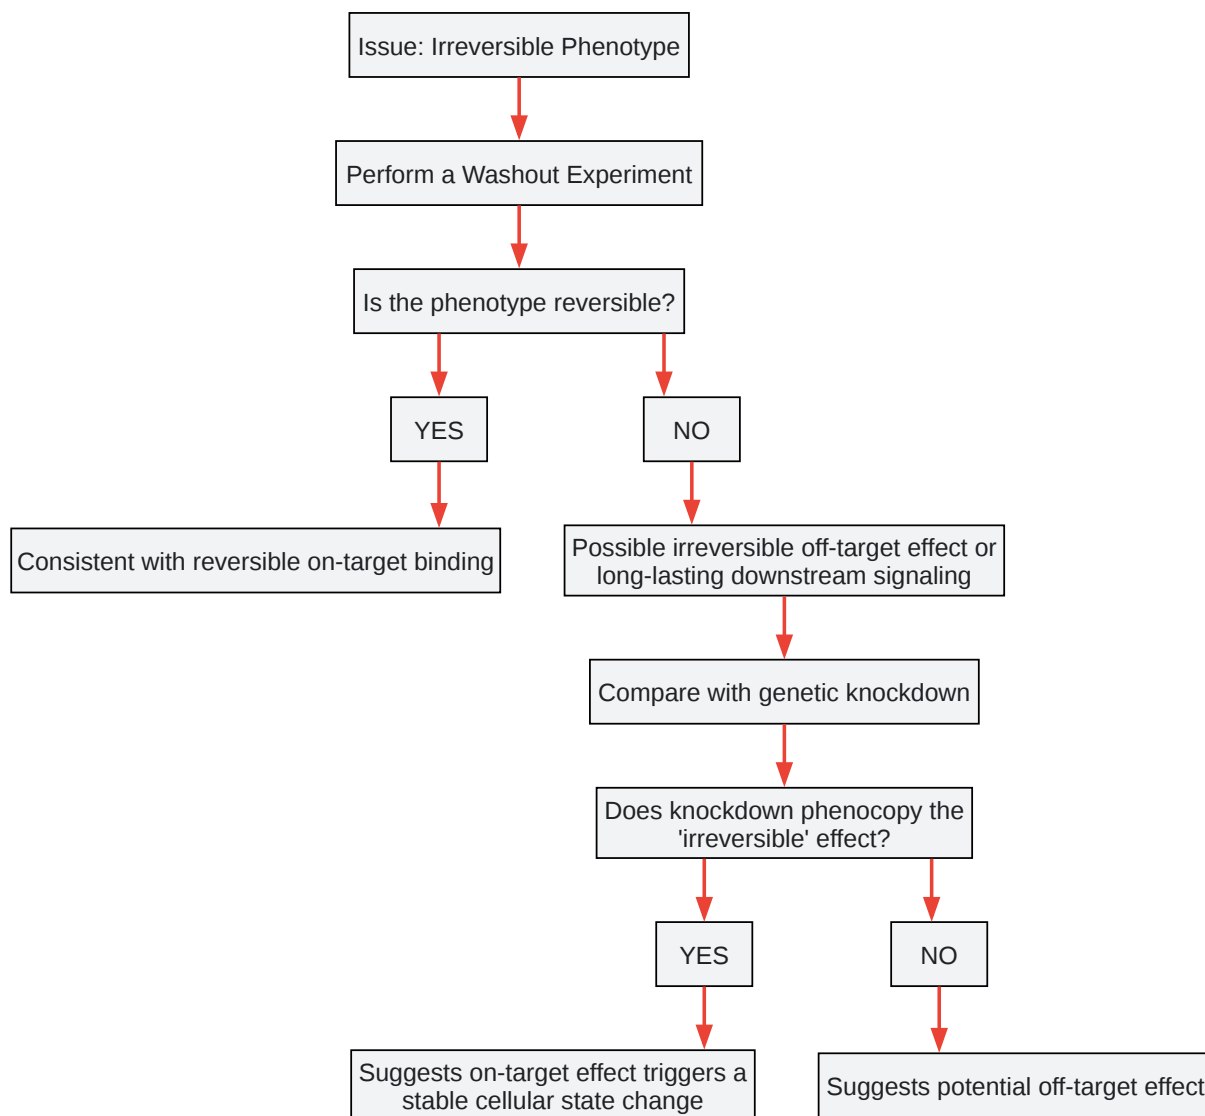 Issue: Irreversible Phenotype
Perform a Washout Experiment
Is the phenotype reversible?
YES
NO
Consistent with reversible on-target binding
Possible irreversible off-target effect or
long-lasting downstream signaling
Compare with genetic knockdown
Does knockdown phenocopy the
'irreversible' effect?
YES
NO
Suggests on-target effect triggers a
stable cellular state change
Suggests potential off-target effect